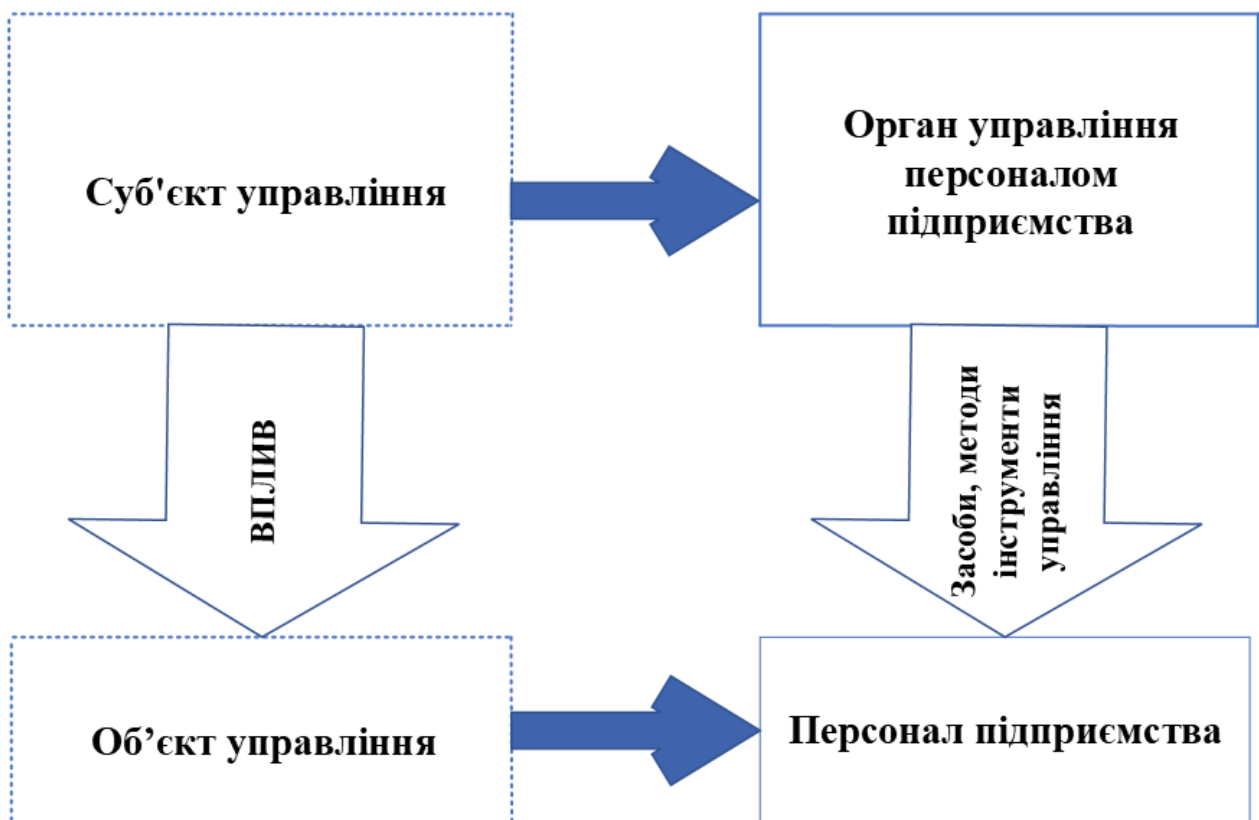 Суб'єкт управління
Орган управління
персоналом
підприємства
ВПЛИВ
Засоби, методи
інструменти
управління
Об’єкт управління
Персонал підприємства